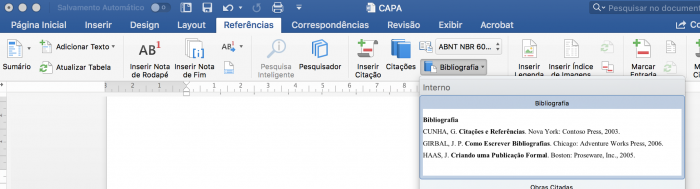 Salvamento Automático
CAPA
Pesquisar no document
Página Inicial Inserir Design Layout Referências Correspondências Revisão Exibir Acrobat
Co
Sumário
Adicionar Texto
Atualizar Tabela
AB1
Inserir Nota de Rodapé
Inserir Nota de Fim
ab
Pesquisa Inteligente
Pesquisador
Inserir Citação
Citações
ABNT NBR 60...
Bibliografia
Inserir Legenda
Inserir Índice de Imagens
Marcar Entrada
Interno
Bibliografia
Bibliografia
CUNHA, G. Citações e Referências. Nova York: Contoso Press, 2003.
GIRBAL, J. P. Como Escrever Bibliografias. Chicago: Adventure Works Press, 2006.
HAAS, J. Criando uma Publicação Formal. Boston: Proseware, Inc., 2005.
Obras Citadas